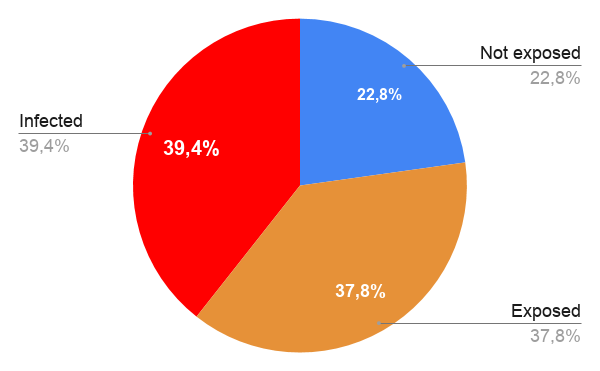 Not exposed
22,8%
22,8%
Infected
39,4%
39,4%
37,8%
Exposed
37,8%